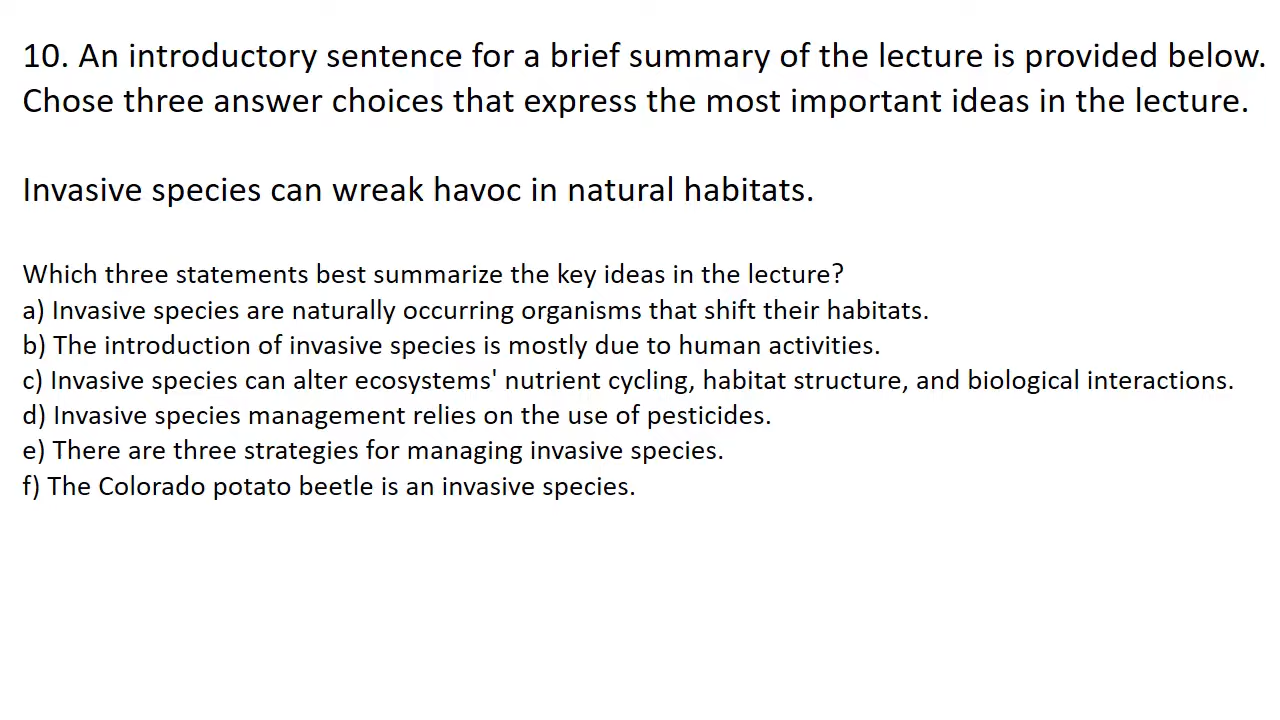 10. An introductory sentence for a brief summary of the lecture is provided below.
Chose three answer choices that express the most important ideas in the lecture.
Invasive species can wreak havoc in natural habitats.
Which three statements best summarize the key ideas in the lecture?
a) Invasive species are naturally occurring organisms that shift their habitats.
b) The introduction of invasive species is mostly due to human activities.
c) Invasive species can alter ecosystems' nutrient cycling, habitat structure, and biological interactions.
d) Invasive species management relies on the use of pesticides.
e) There are three strategies for managing invasive species.
f) The Colorado potato beetle is an invasive species.